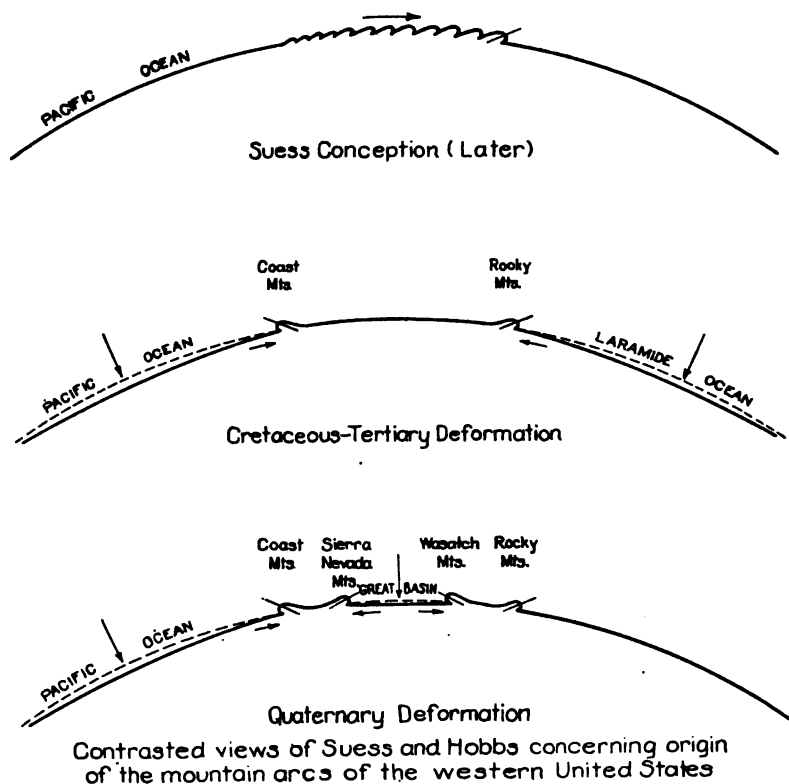 PACIFIC OCEAN
Suess Conception (Later)
Coast
Mts.
Rocky
Mts.
PACIFIC OCEAN
LARAMIDE OCEAN
Cretaceous-Tertiary Deformation
Coast
Mts.
Sierra
Nevada
Mts.
Wasatch
Mts.
Rocky
Mts.
GREAT BASIN
PACIFIC OCEAN
Quaternary Deformation
Contrasted views of Suess and Hobbs concerning origin
of the mountain arcs of the western United States